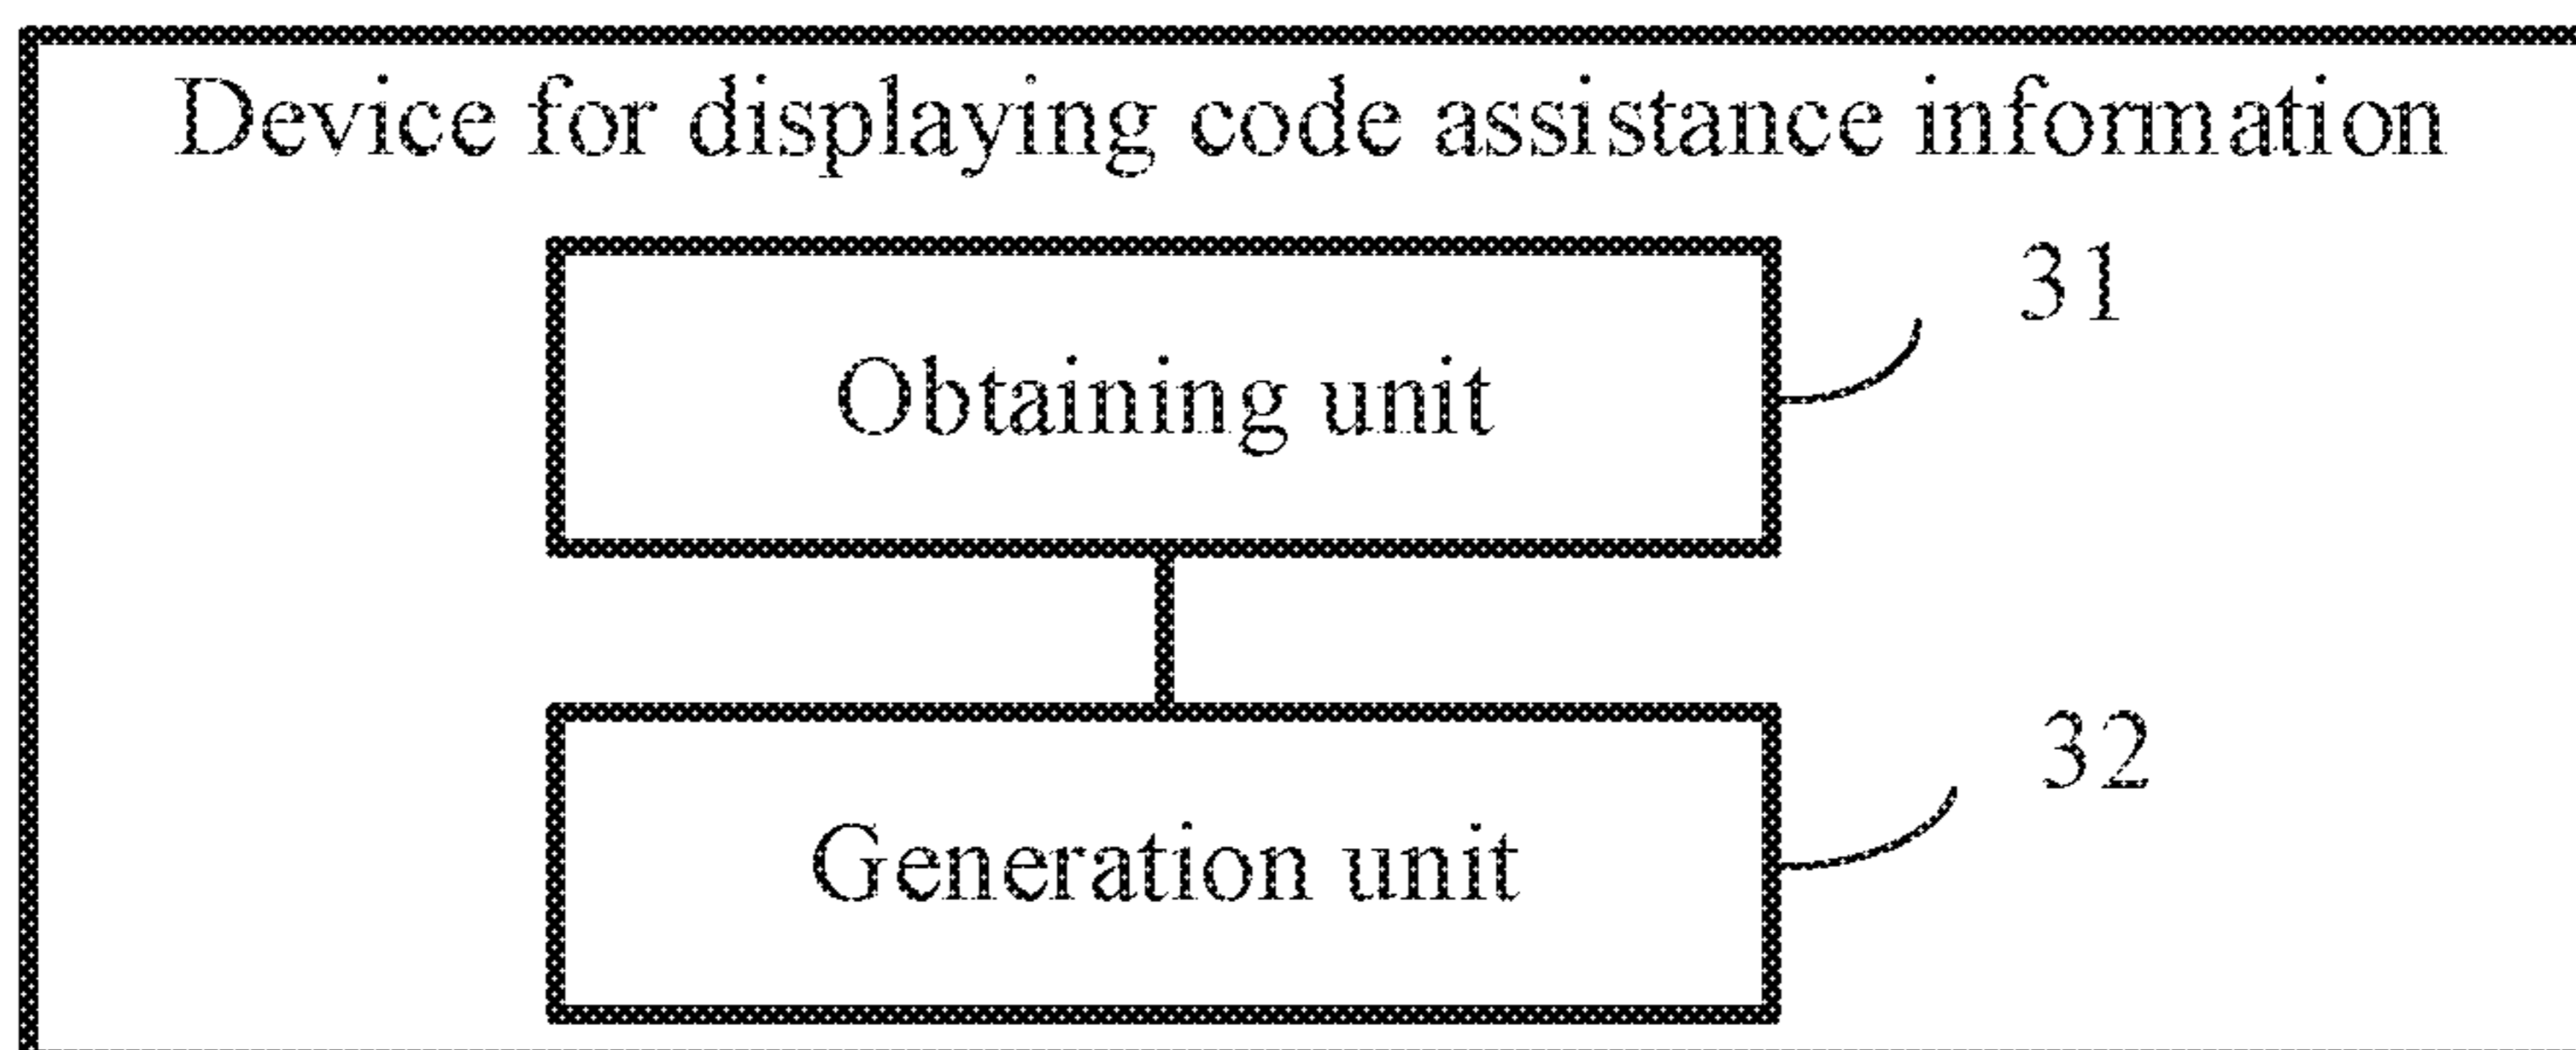 Device for displaying code assistance information
31
Obtaining unit
32
Generation unit